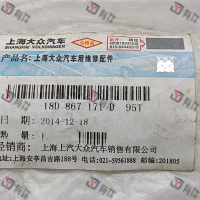 上海大众汽车
SHANGHAI VOLKSWAGEN
产品名: 上海大众汽车用维修配件
18D 867 171 D 95T
日 期: 2014-12-18
数 量: 1
经销商: 上海上汽大众汽车销售有限公司
地址: 上海安亭昌吉路188号 电话: 021-59561888 邮编: 201805